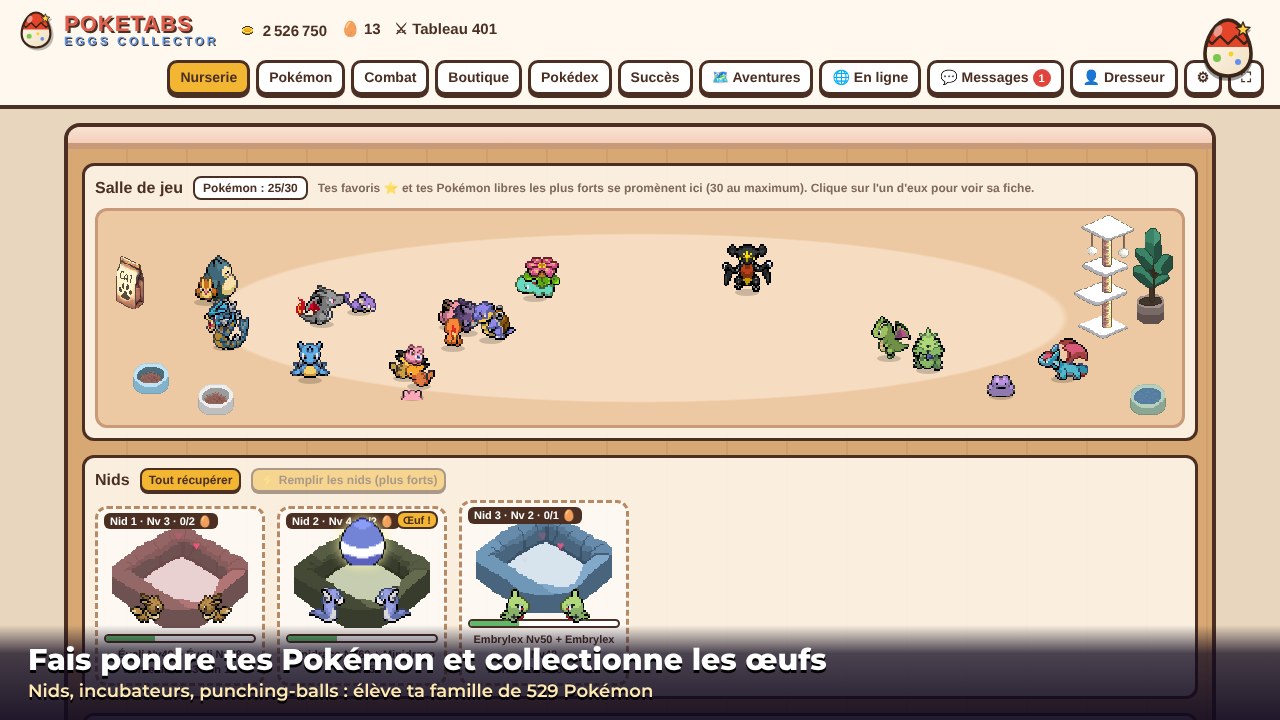 POKETABS
EGGS COLLECTOR
2 526 750
13
Tableau 401
Nurserie
Pokémon
Combat
Boutique
Pokédex
Succès
Aventures
En ligne
Messages 1
Dresseur
Salle de jeu
Pokémon : 25/30
Tes favoris ⭐ et tes Pokémon libres les plus forts se promènent ici (30 au maximum). Clique sur l'un d'eux pour voir sa fiche.
CAT
Nids
Tout récupérer
Remplir les nids (plus forts)
Nid 1 · Nv 3 · 0/2
Nid 2 · Nv 4
Œuf !
Nid 3 · Nv 2 · 0/1
Embrylex Nv50 + Embrylex
Fais pondre tes Pokémon et collectionne les œufs
Nids, incubateurs, punching-balls : élève ta famille de 529 Pokémon